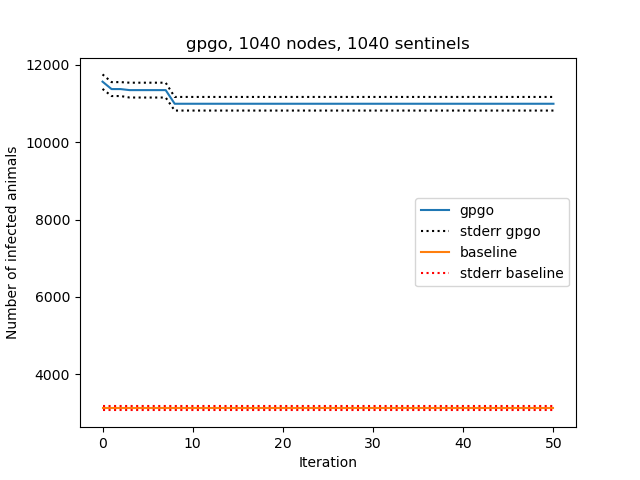 gpgo, 1040 nodes, 1040 sentinels
12000
10000
8000
6000
4000
Number of infected animals
gpgo
stderr gpgo
baseline
stderr baseline
0
10
20
30
40
50
Iteration